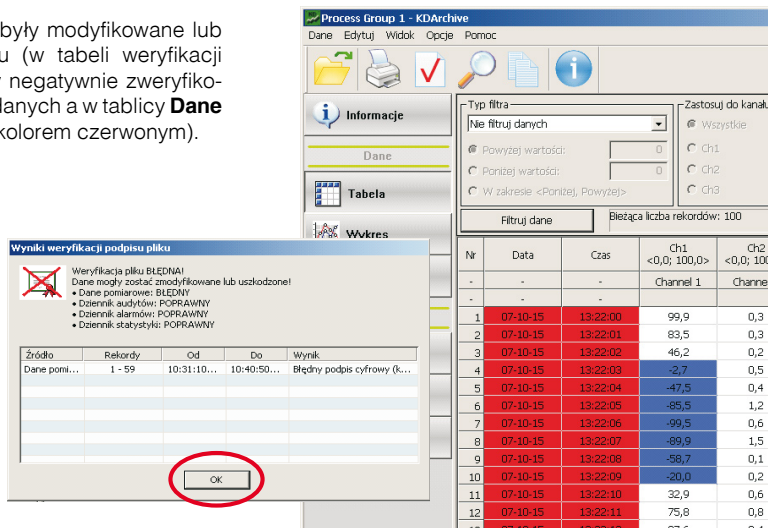 były modyfikowane lub
u (w tabeli weryfikacji
negatywnie zweryfiko-
danych a w tablicy Dane
kolorem czerwonym).
Process Group 1 - KDArchive
Dane Edytuj Widok Opcje Pomoc
Informacje
Dane
Tabela
Wykres
Typ filtra
Nie filtruj danych
Powyżej wartości: 0
Poniżej wartości: 0
W zakresie <Poniżej, Powyżej>
Zastosuj do kanału
Wszystkie
Ch1
Ch2
Ch3
Filtruj dane
Bieżąca liczba rekordów: 100
Nr Data Czas Ch1 Ch2
<0,0; 100,0> <0,0; 100
- - - Channel 1 Channe
- - -
1 07-10-15 13:22:00 99,9 0,3
2 07-10-15 13:22:01 83,5 0,3
3 07-10-15 13:22:02 46,2 0,2
4 07-10-15 13:22:03 -2,7 0,5
5 07-10-15 13:22:04 -47,5 0,4
6 07-10-15 13:22:05 -85,5 1,2
7 07-10-15 13:22:06 -99,5 0,6
8 07-10-15 13:22:07 -89,9 1,5
9 07-10-15 13:22:08 -58,7 0,1
10 07-10-15 13:22:09 -20,0 0,2
11 07-10-15 13:22:10 32,9 0,6
12 07-10-15 13:22:11 75,8 0,8
Wyniki weryfikacji podpisu pliku
Weryfikacja pliku BŁĘDNA!
Dane mogły zostać zmodyfikowane lub uszkodzone!
• Dane pomiarowe: BŁĘDNY
• Dziennik audytów: POPRAWNY
• Dziennik alarmów: POPRAWNY
• Dziennik statystyki: POPRAWNY
Źródło Rekordy Od Do Wynik
Dane pomi... 1 - 59 10:31:10... 10:40:50... Błędny podpis cyfrowy (k...
OK